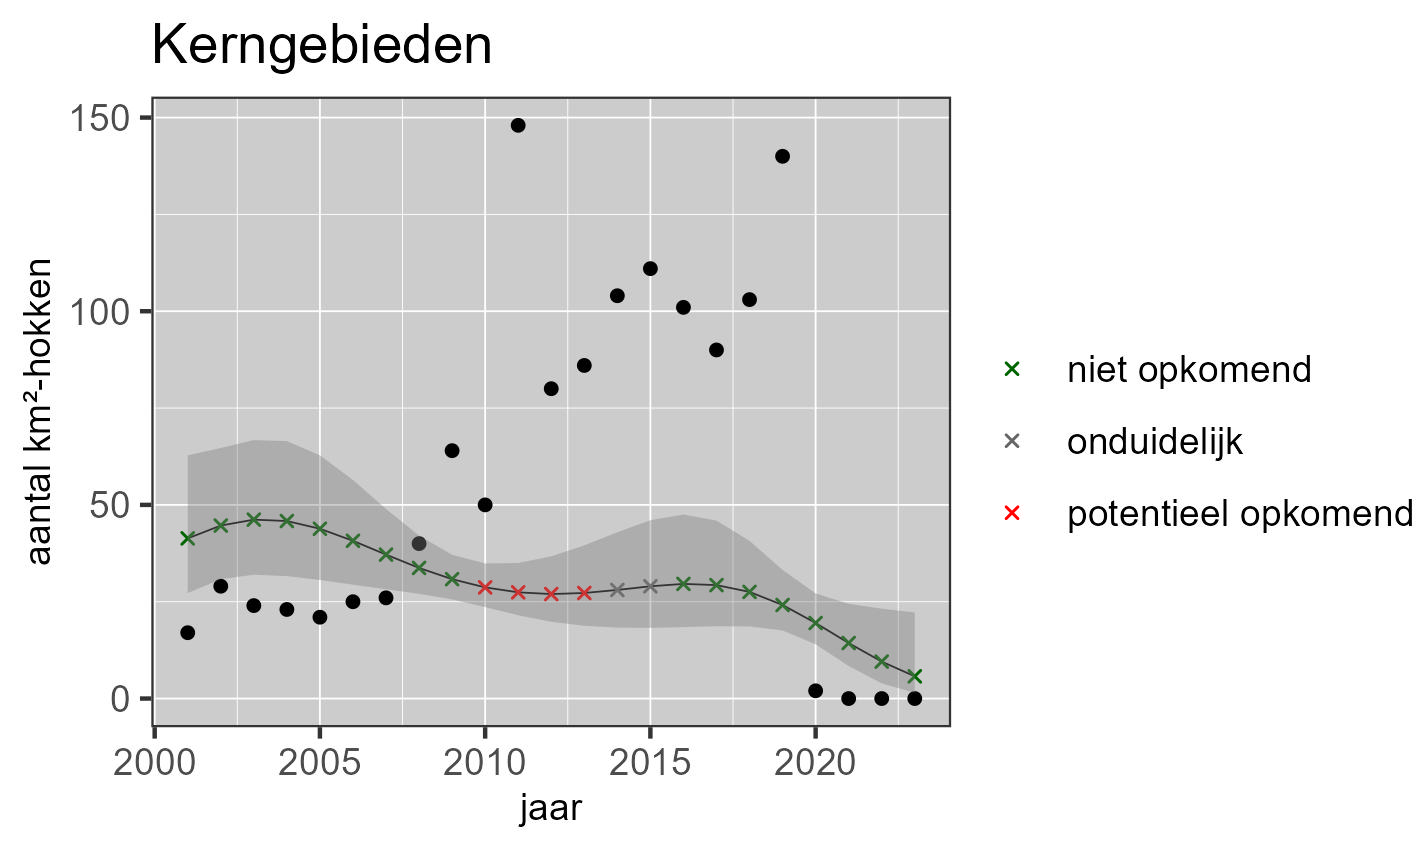 Kerngebieden
150
100
50
0
aantal km²-hokken
2000 2005 2010 2015 2020
jaar
niet opkomend
onduidelijk
potentieel opkomend